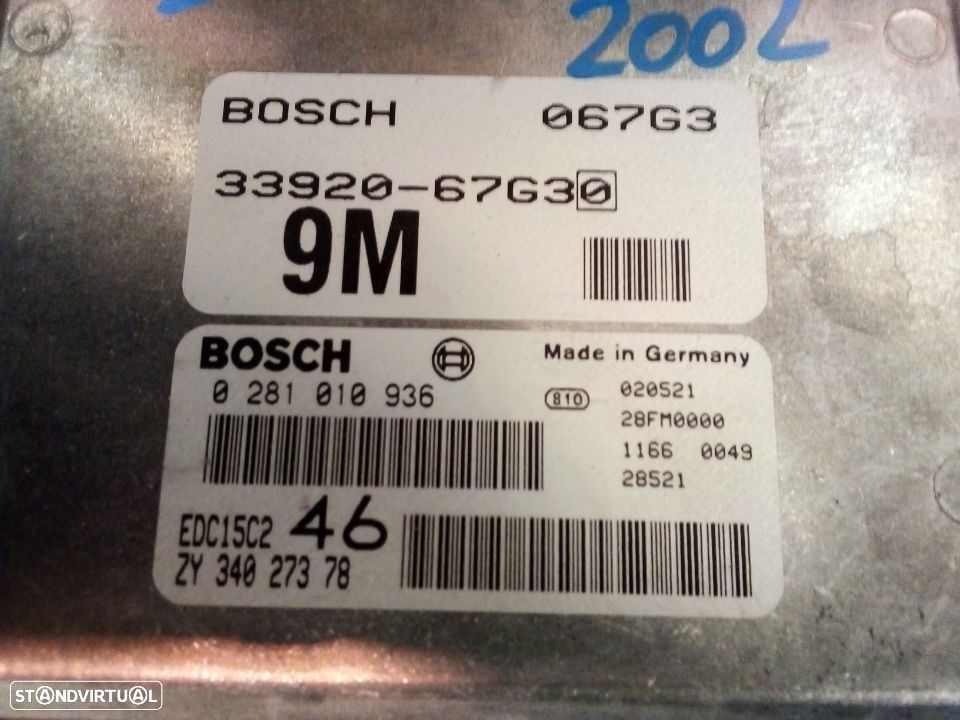 200L
BOSCH 067G3
33920-67G30
9M
BOSCH Made in Germany
0 281 010 936
810
020521
28FM0000
1166 0049
28521
EDC15C2 46
ZY 340 273 78
STANDVIRTUAL